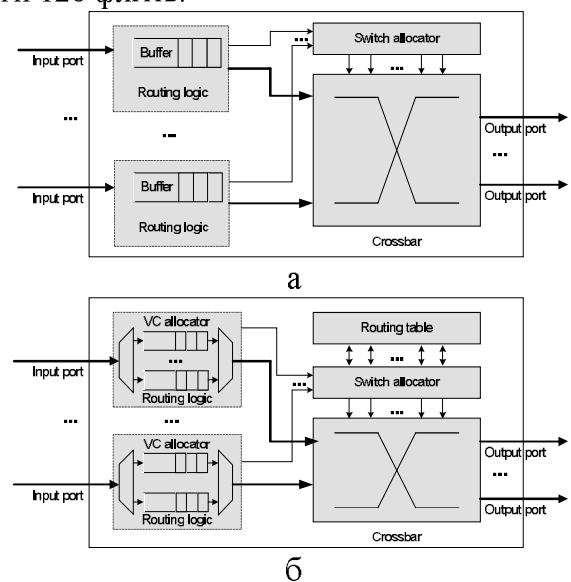 Buffer
Switch allocator
...
Input port
Routing logic
...
Output port
...
...
...
Buffer
Input port
Output port
Routing logic
Crossbar
а
VC allocator
Routing table
...
...
...
Input port
Switch allocator
Routing logic
...
...
...
VC allocator
...
Output port
...
Input port
Output port
Routing logic
Crossbar
б